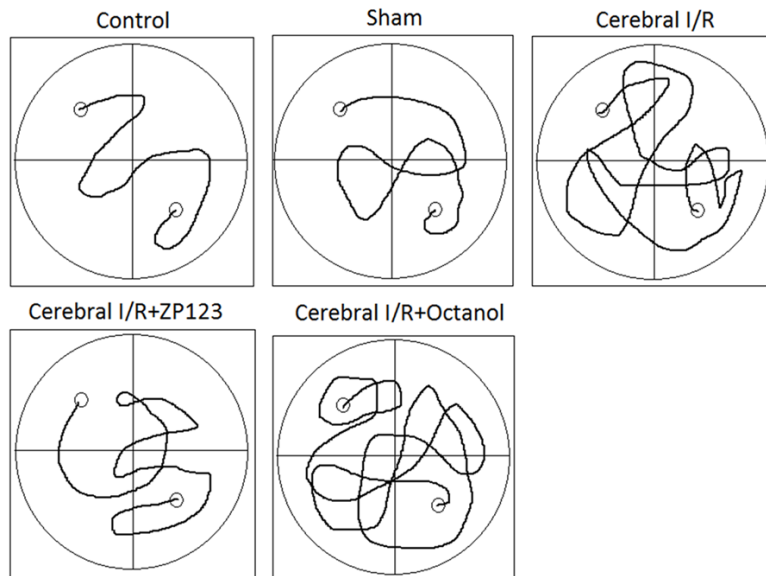 Control
Sham
Cerebral I/R
Cerebral I/R+ZP123
Cerebral I/R+Octanol